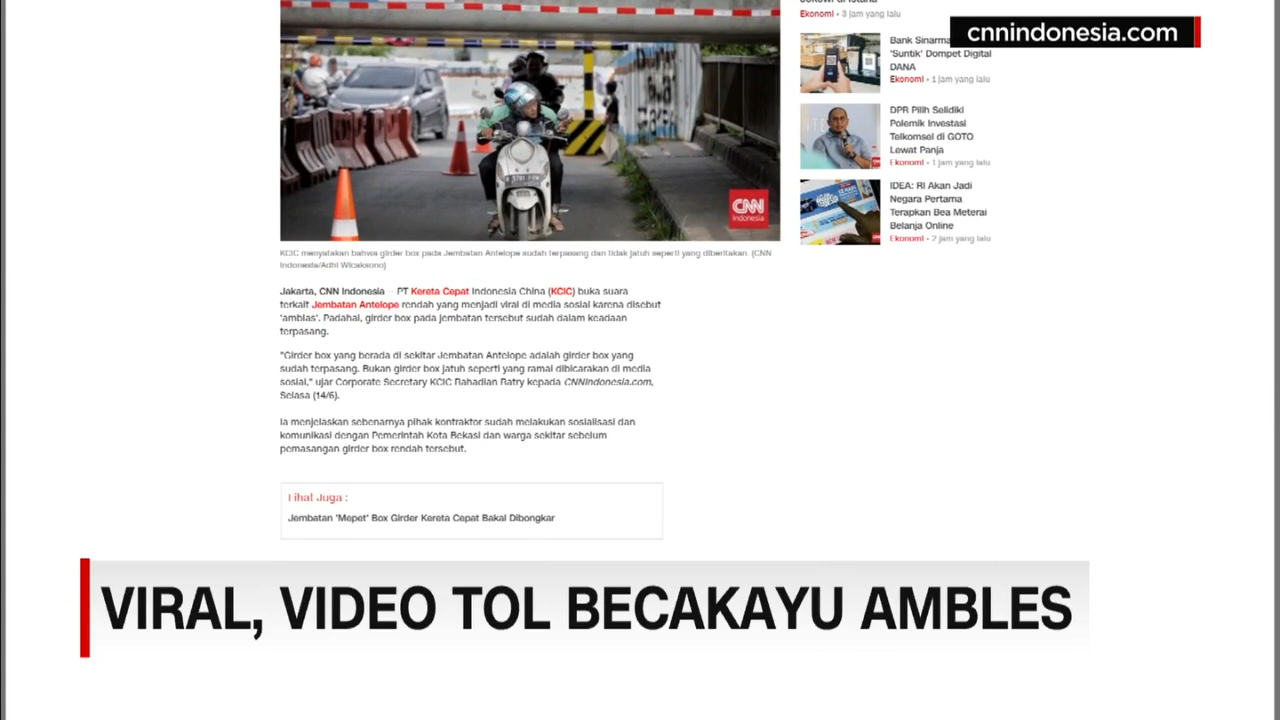 Jokowi di Istana
Ekonomi • 3 jam yang lalu
cnnindonesia.com
Bank Sinarma
'Suntik' Dompet Digital
DANA
Ekonomi • 1 jam yang lalu
DPR Pilih Selidiki
Polemik Investasi
Telkomsel di GOTO
Lewat Panja
Ekonomi • 1 jam yang lalu
IDEA: RI Akan Jadi
Negara Pertama
Terapkan Bea Meterai
Belanja Online
Ekonomi • 2 jam yang lalu
CNN
Indonesia
KCIC menyatakan bahwa girder box pada Jembatan Antelope sudah terpasang dan tidak jatuh seperti yang diberitakan. (CNN
Indonesia/Adhi Wicaksono)
Jakarta, CNN Indonesia -- PT Kereta Cepat Indonesia China (KCIC) buka suara
terkait Jembatan Antelope rendah yang menjadi viral di media sosial karena disebut
'amblas'. Padahal, girder box pada jembatan tersebut sudah dalam keadaan
terpasang.
"Girder box yang berada di sekitar Jembatan Antelope adalah girder box yang
sudah terpasang. Bukan girder box jatuh seperti yang ramai dibicarakan di media
sosial," ujar Corporate Secretary KCIC Rahadian Ratry kepada CNNIndonesia.com,
Selasa (14/6).
Ia menjelaskan sebenarnya pihak kontraktor sudah melakukan sosialisasi dan
komunikasi dengan Pemerintah Kota Bekasi dan warga sekitar sebelum
pemasangan girder box rendah tersebut.
Lihat Juga :
Jembatan 'Mepet' Box Girder Kereta Cepat Bakal Dibongkar
VIRAL, VIDEO TOL BECAKAYU AMBLES